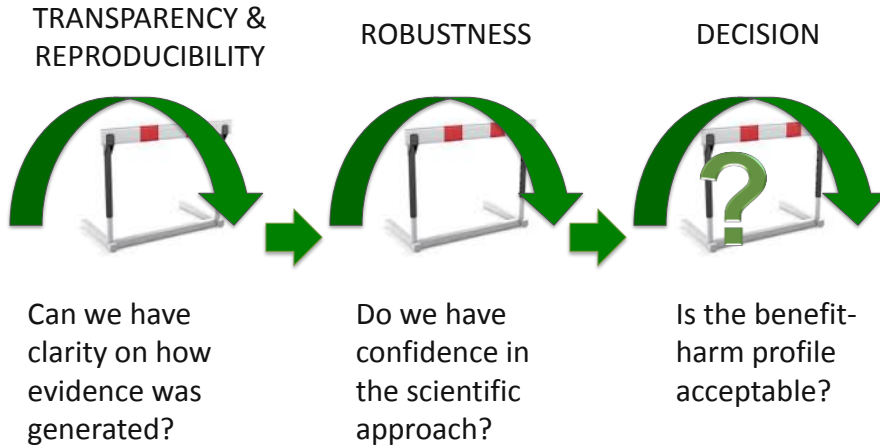 TRANSPARENCY &
REPRODUCIBILITY
ROBUSTNESS
DECISION
?
Can we have
clarity on how
evidence was
generated?
Do we have
confidence in
the scientific
approach?
Is the benefit-
harm profile
acceptable?